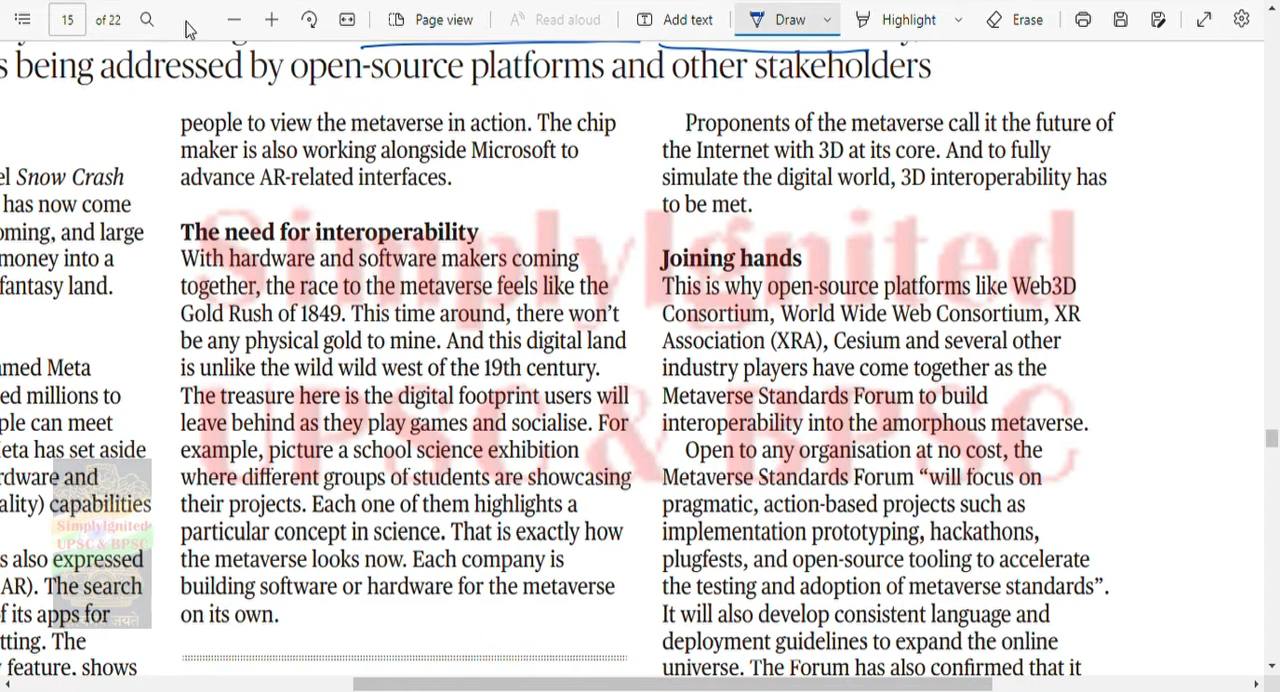 15 of 22 Page view Read aloud Add text Draw Highlight Erase
s being addressed by open-source platforms and other stakeholders
el Snow Crash
has now come
oming, and large
money into a
fantasy land.
amed Meta
ed millions to
ple can meet
Meta has set aside
rdware and
ality) capabilities
s also expressed
AR). The search
f its apps for
tting. The
feature, shows
people to view the metaverse in action. The chip
maker is also working alongside Microsoft to
advance AR-related interfaces.
The need for interoperability
With hardware and software makers coming
together, the race to the metaverse feels like the
Gold Rush of 1849. This time around, there won't
be any physical gold to mine. And this digital land
is unlike the wild wild west of the 19th century.
The treasure here is the digital footprint users will
leave behind as they play games and socialise. For
example, picture a school science exhibition
where different groups of students are showcasing
their projects. Each one of them highlights a
particular concept in science. That is exactly how
the metaverse looks now. Each company is
building software or hardware for the metaverse
on its own.
Proponents of the metaverse call it the future of
the Internet with 3D at its core. And to fully
simulate the digital world, 3D interoperability has
to be met.
Joining hands
This is why open-source platforms like Web3D
Consortium, World Wide Web Consortium, XR
Association (XRA), Cesium and several other
industry players have come together as the
Metaverse Standards Forum to build
interoperability into the amorphous metaverse.
Open to any organisation at no cost, the
Metaverse Standards Forum “will focus on
pragmatic, action-based projects such as
implementation prototyping, hackathons,
plugfests, and open-source tooling to accelerate
the testing and adoption of metaverse standards”.
It will also develop consistent language and
deployment guidelines to expand the online
universe. The Forum has also confirmed that it
SimplyIgnited
UPSC & BPSC
SimplyIgnited
UPSC & BPSC